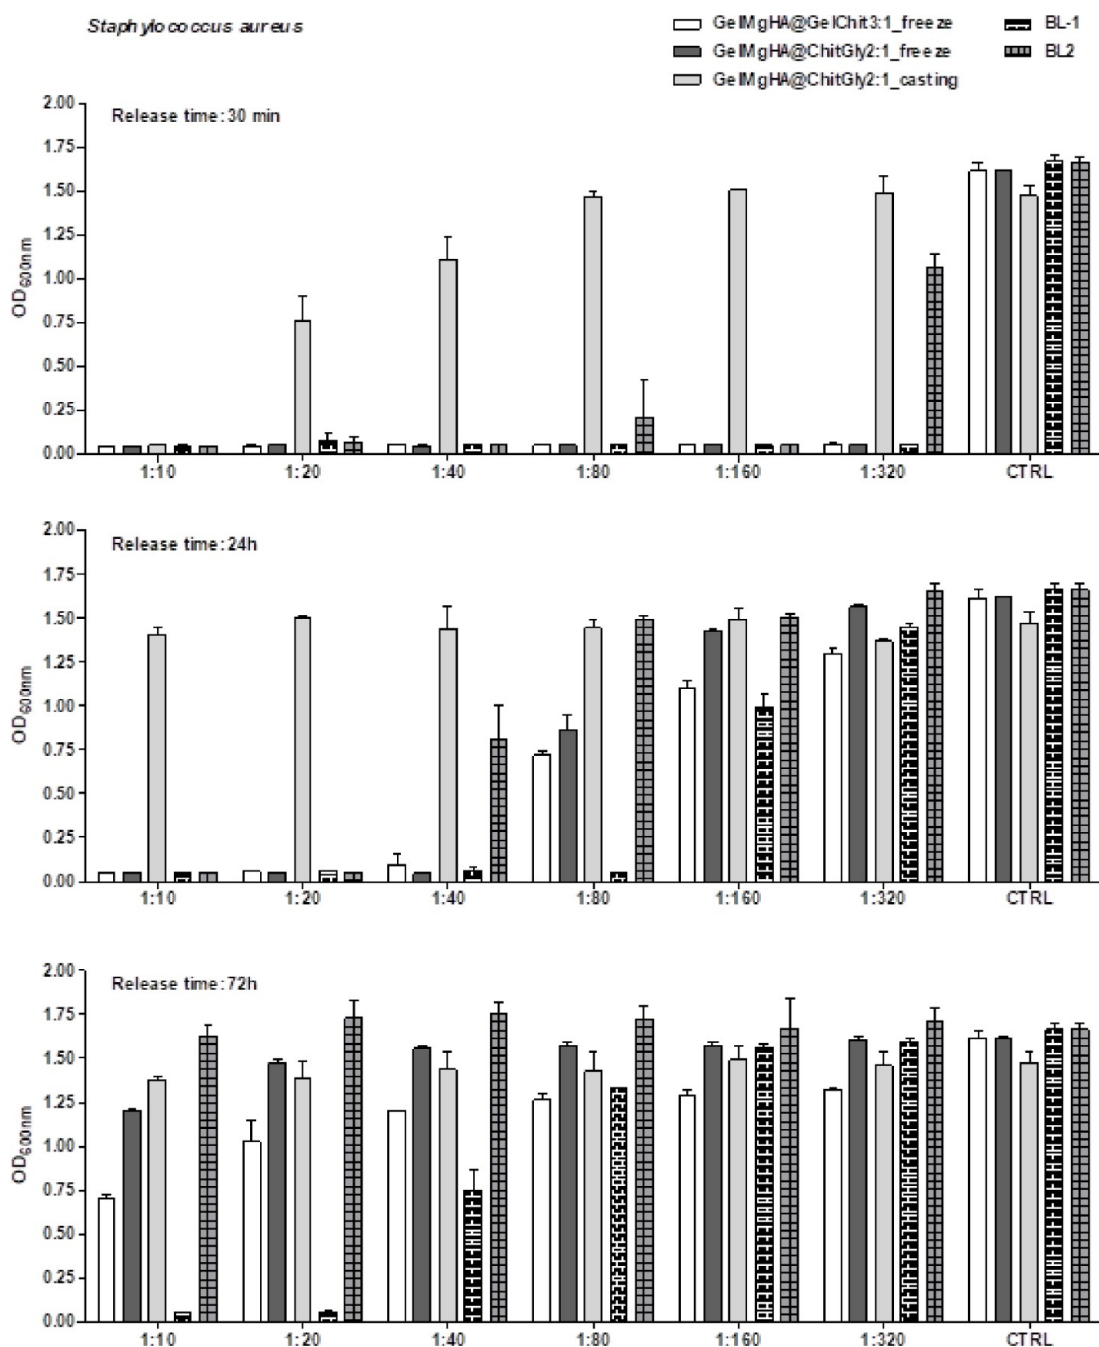 Staphylococcus aureus
GelMgHA@GelChit3:1_freeze
GelMgHA@ChitGly2:1_freeze
GelMgHA@ChitGly2:1_casting
BL-1
BL2
Release time: 30 min
OD600nm
2.00
1.75
1.50
1.25
1.00
0.75
0.50
0.25
0.00
1:10 1:20 1:40 1:80 1:160 1:320 CTRL
Release time: 24h
OD600nm
2.00
1.75
1.50
1.25
1.00
0.75
0.50
0.25
0.00
1:10 1:20 1:40 1:80 1:160 1:320 CTRL
Release time: 72h
OD600nm
2.00
1.75
1.50
1.25
1.00
0.75
0.50
0.25
0.00
1:10 1:20 1:40 1:80 1:160 1:320 CTRL